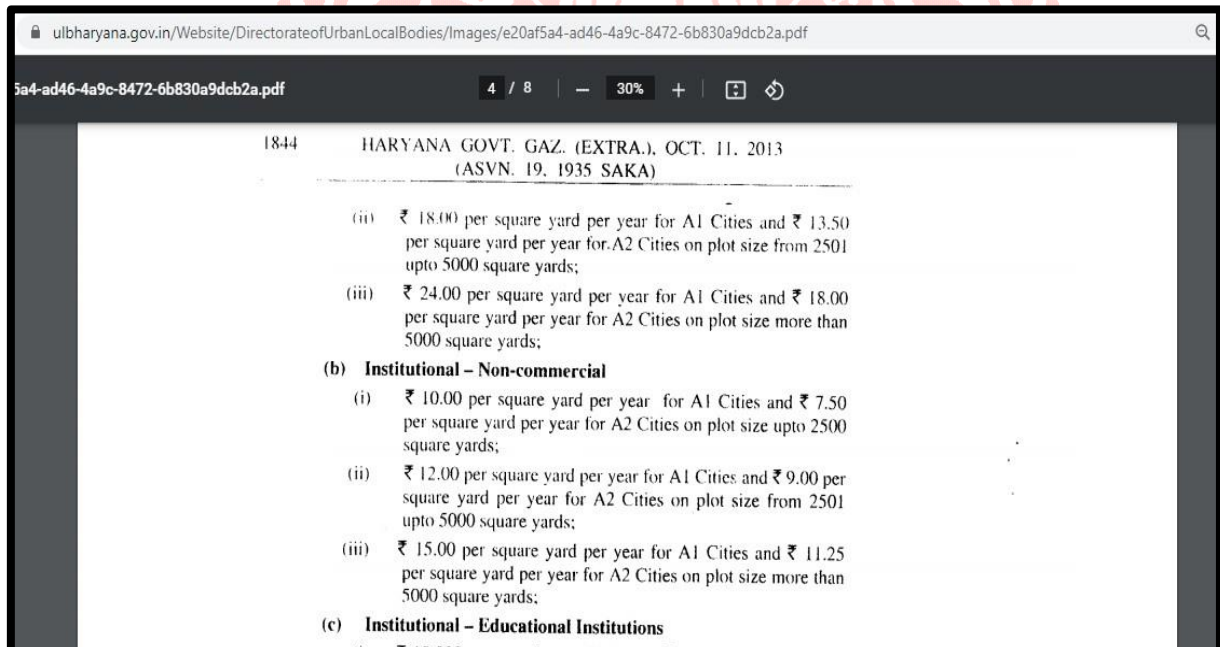 ulbharyana.gov.in/Website/DirectorateofUrbanLocalBodies/Images/e20af5a4-ad46-4a9c-8472-6b830a9dcb2a.pdf
5a4-ad46-4a9c-8472-6b830a9dcb2a.pdf 4 / 8 | − 30% + |
1844 HARYANA GOVT. GAZ. (EXTRA.), OCT. 11, 2013
(ASVN. 19, 1935 SAKA)
(ii) ₹ 18.00 per square yard per year for A1 Cities and ₹ 13.50
per square yard per year for A2 Cities on plot size from 2501
upto 5000 square yards;
(iii) ₹ 24.00 per square yard per year for A1 Cities and ₹ 18.00
per square yard per year for A2 Cities on plot size more than
5000 square yards;
(b) Institutional – Non-commercial
(i) ₹ 10.00 per square yard per year for A1 Cities and ₹ 7.50
per square yard per year for A2 Cities on plot size upto 2500
square yards;
(ii) ₹ 12.00 per square yard per year for A1 Cities and ₹ 9.00 per
square yard per year for A2 Cities on plot size from 2501
upto 5000 square yards;
(iii) ₹ 15.00 per square yard per year for A1 Cities and ₹ 11.25
per square yard per year for A2 Cities on plot size more than
5000 square yards;
(c) Institutional – Educational Institutions